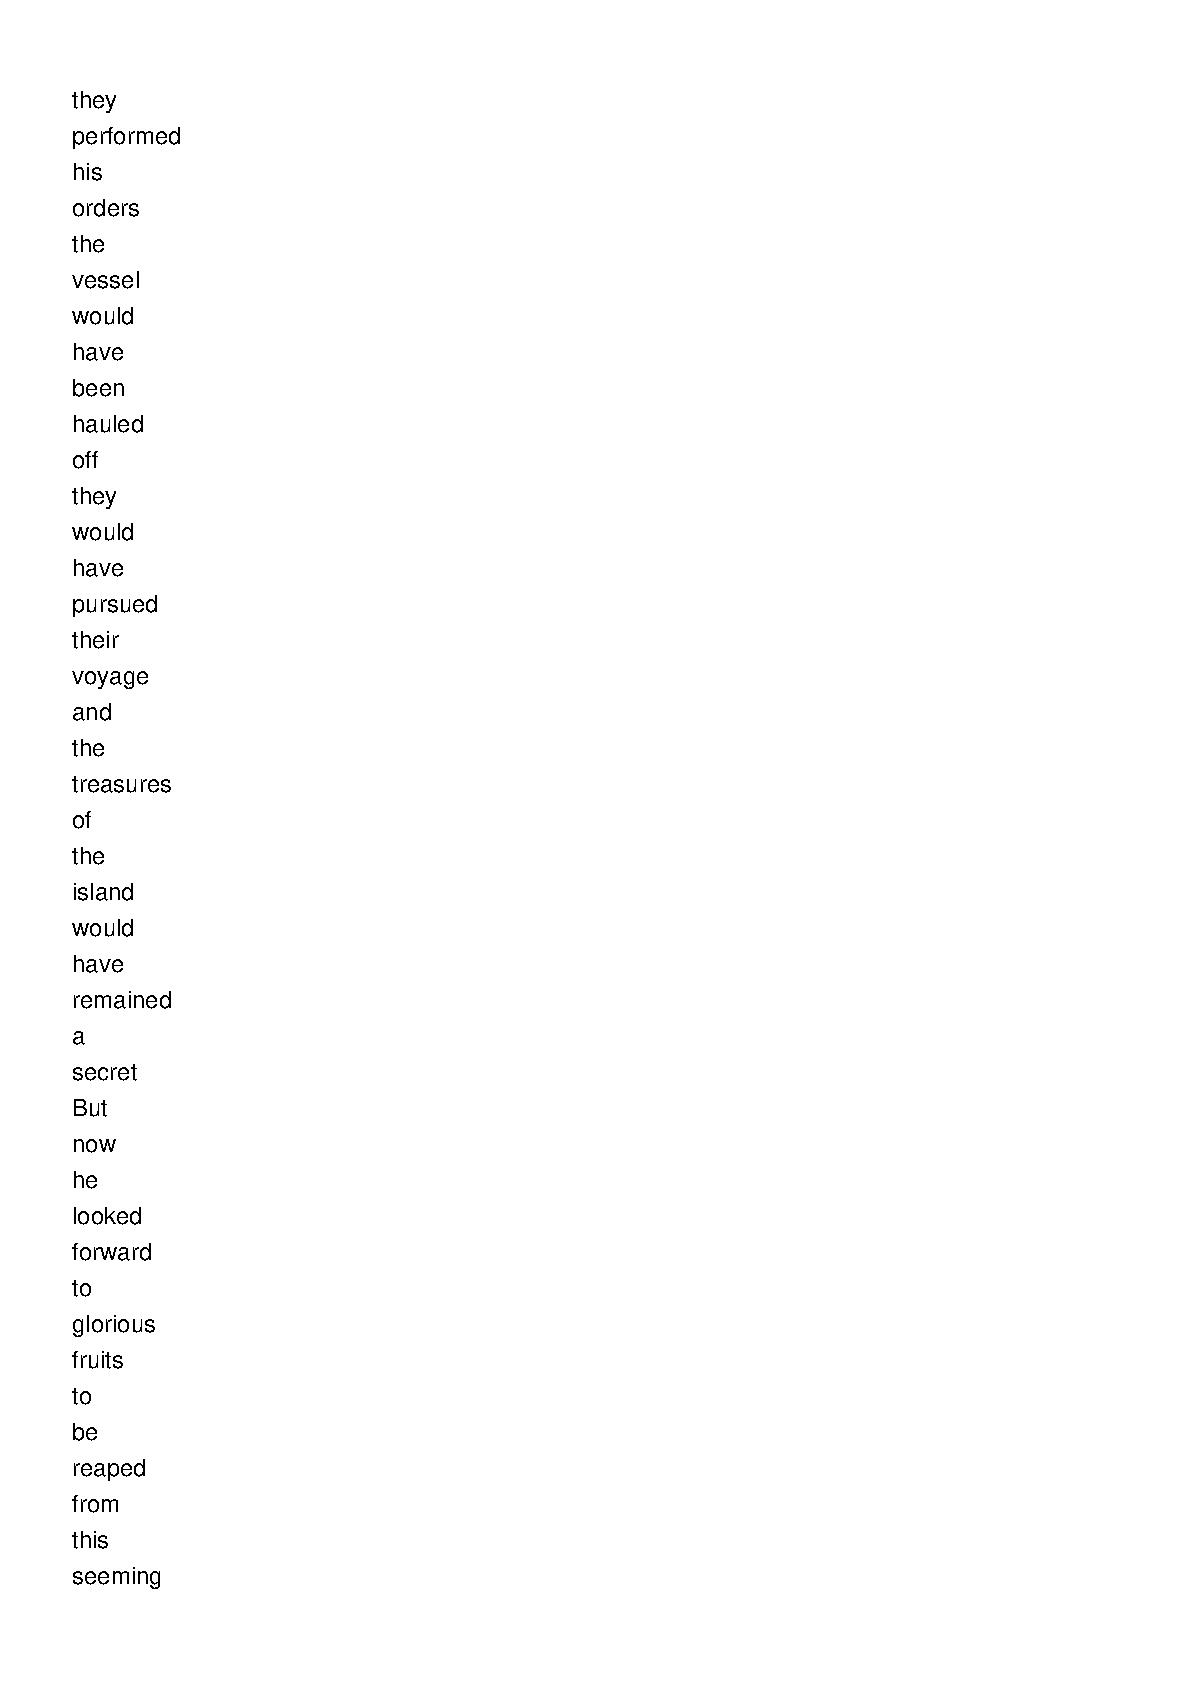 they
performed
his
orders
the
vessel
would
have
been
hauled
off
they
would
have
pursued
their
voyage
and
the
treasures
of
the
island
would
have
remained
a
secret
But
now
he
looked
forward
to
glorious
fruits
to
be
reaped
from
this
seeming